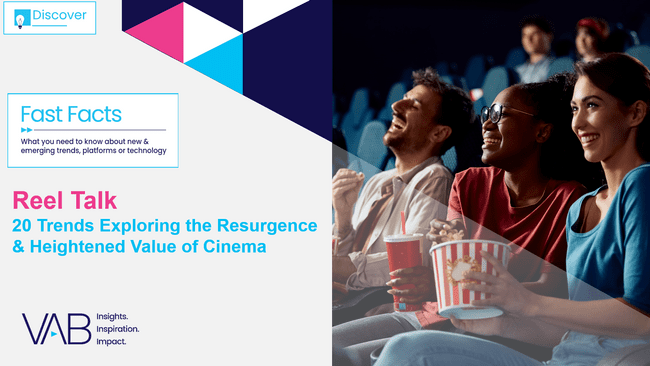 Discover
Fast Facts
What you need to know about new &
emerging trends, platforms or technology
Reel Talk
20 Trends Exploring the Resurgence
& Heightened Value of Cinema
VAB
Insights.
Inspiration.
Impact.